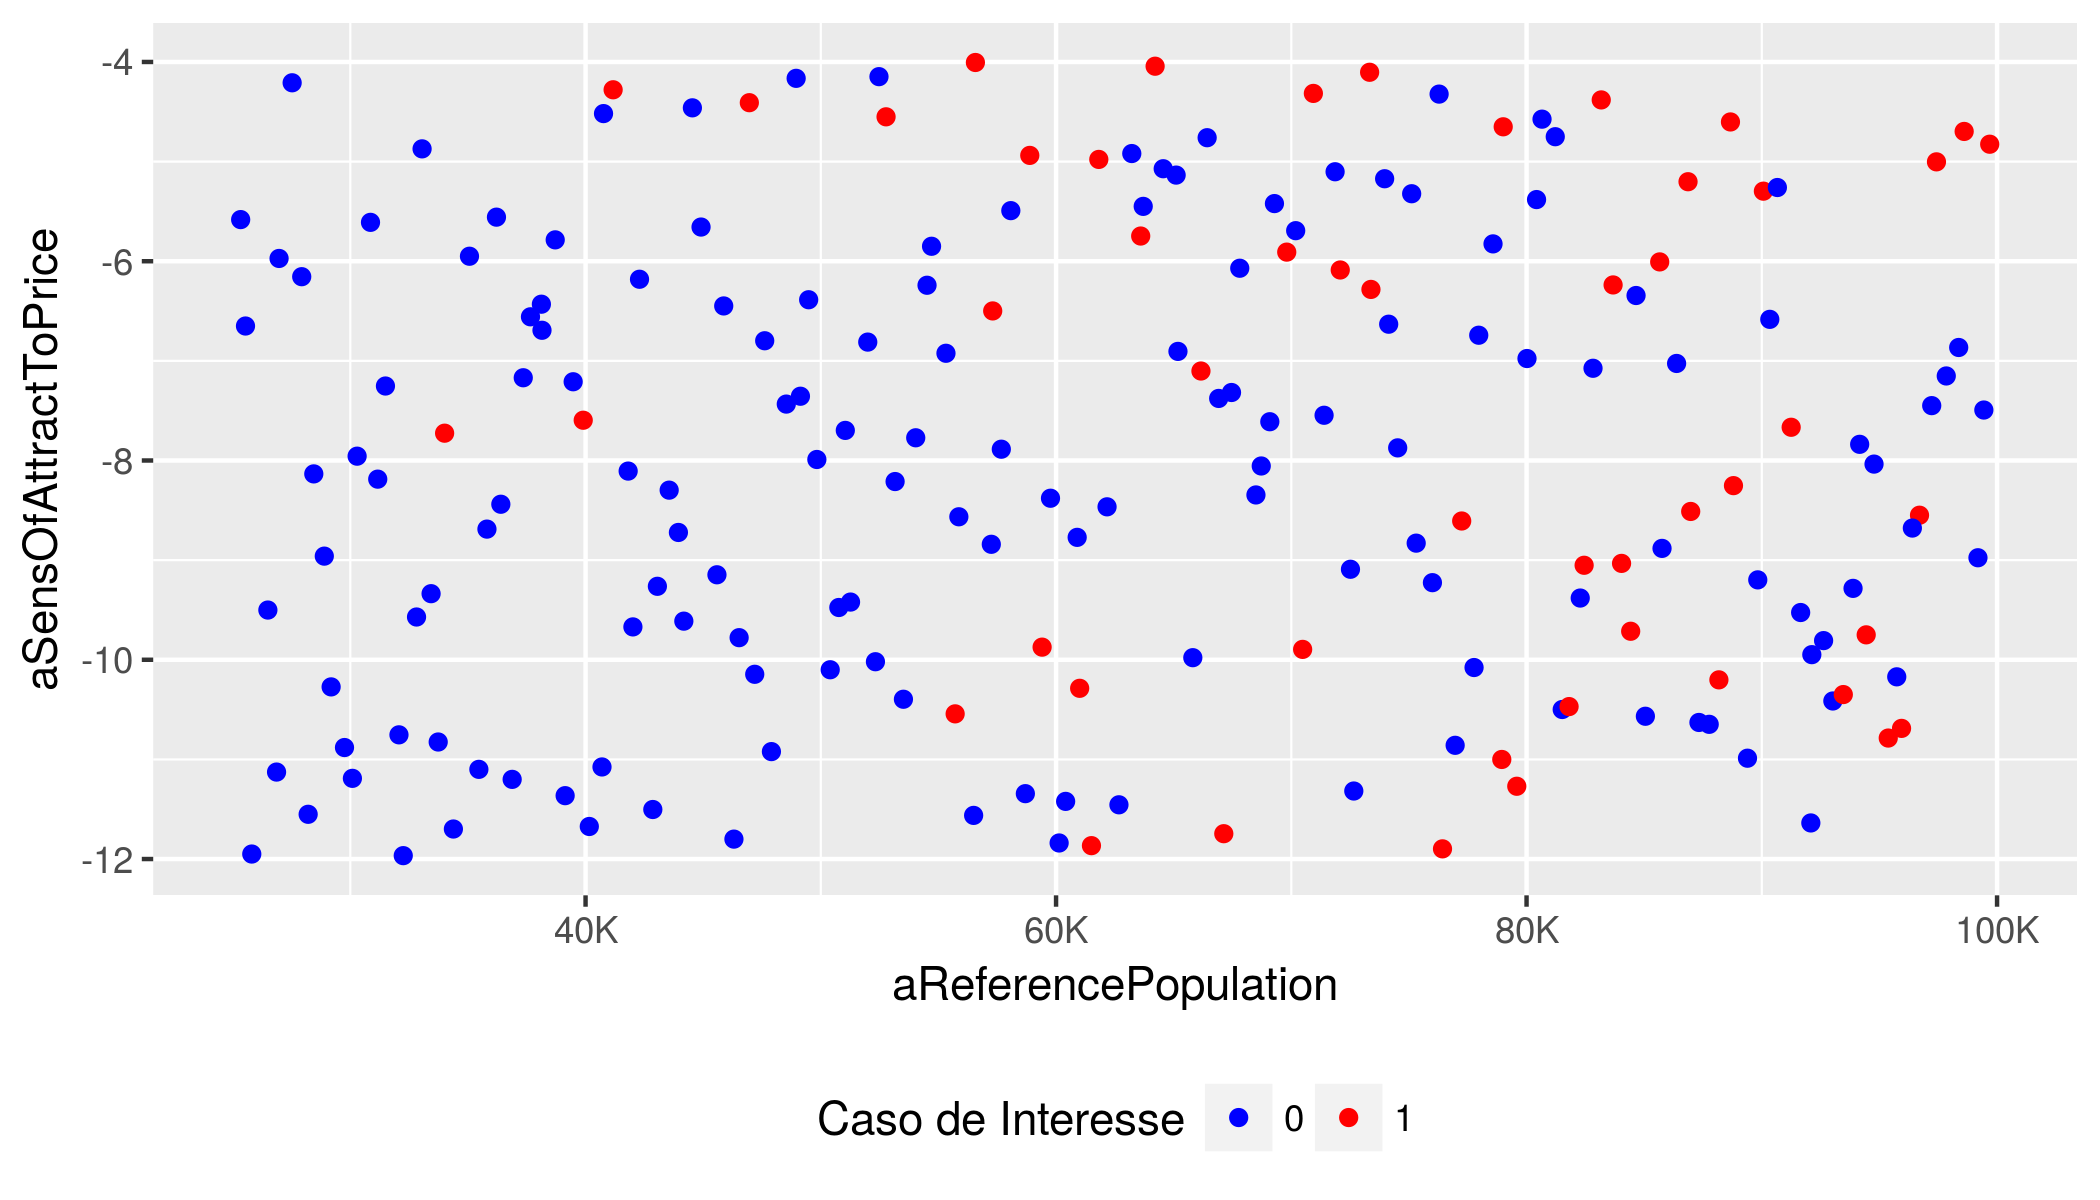 aSensOfAttractToPrice
-4
-6
-8
-10
-12
40K 60K 80K 100K
aReferencePopulation
Caso de Interesse 0 1